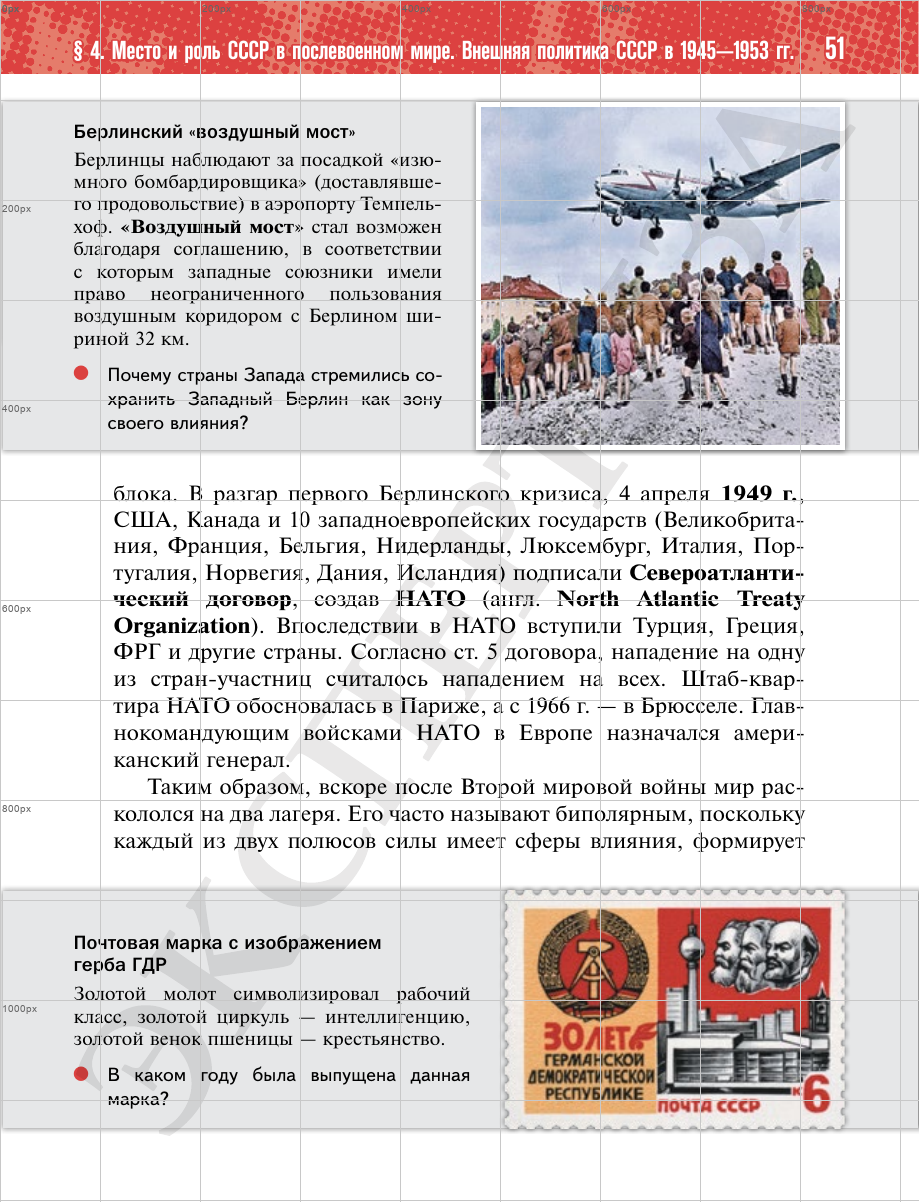 § 4. Место и роль СССР в послевоенном мире. Внешняя политика СССР в 1945—1953 гг. 51
Берлинский «воздушный мост»
Берлинцы наблюдают за посадкой «изю-
много бомбардировщика» (доставлявше-
го продовольствие) в аэропорту Темпель-
хоф. «Воздушный мост» стал возможен
благодаря соглашению, в соответствии
с которым западные союзники имели
право неограниченного пользования
воздушным коридором с Берлином ши-
риной 32 км.
Почему страны Запада стремились со-
хранить Западный Берлин как зону
своего влияния?
блока. В разгар первого Берлинского кризиса, 4 апреля 1949 г.,
США, Канада и 10 западноевропейских государств (Великобрита-
ния, Франция, Бельгия, Нидерланды, Люксембург, Италия, Пор-
тугалия, Норвегия, Дания, Исландия) подписали Североатланти-
ческий договор, создав НАТО (англ. North Atlantic Treaty
Organization). Впоследствии в НАТО вступили Турция, Греция,
ФРГ и другие страны. Согласно ст. 5 договора, нападение на одну
из стран-участниц считалось нападением на всех. Штаб-квар-
тира НАТО обосновалась в Париже, а с 1966 г. — в Брюсселе. Глав-
нокомандующим войсками НАТО в Европе назначался амери-
канский генерал.
Таким образом, вскоре после Второй мировой войны мир рас-
кололся на два лагеря. Его часто называют биполярным, поскольку
каждый из двух полюсов силы имеет сферы влияния, формирует
Почтовая марка с изображением
герба ГДР
Золотой молот символизировал рабочий
класс, золотой циркуль — интеллигенцию,
золотой венок пшеницы — крестьянство.
В каком году была выпущена данная
марка?
30 ЛЕТ
ГЕРМАНСКОЙ
ДЕМОКРАТИЧЕСКОЙ
РЕСПУБЛИКЕ
ПОЧТА СССР
к6
ЭКСПЕРТИЗА
200px
400px
600px
800px
1000px